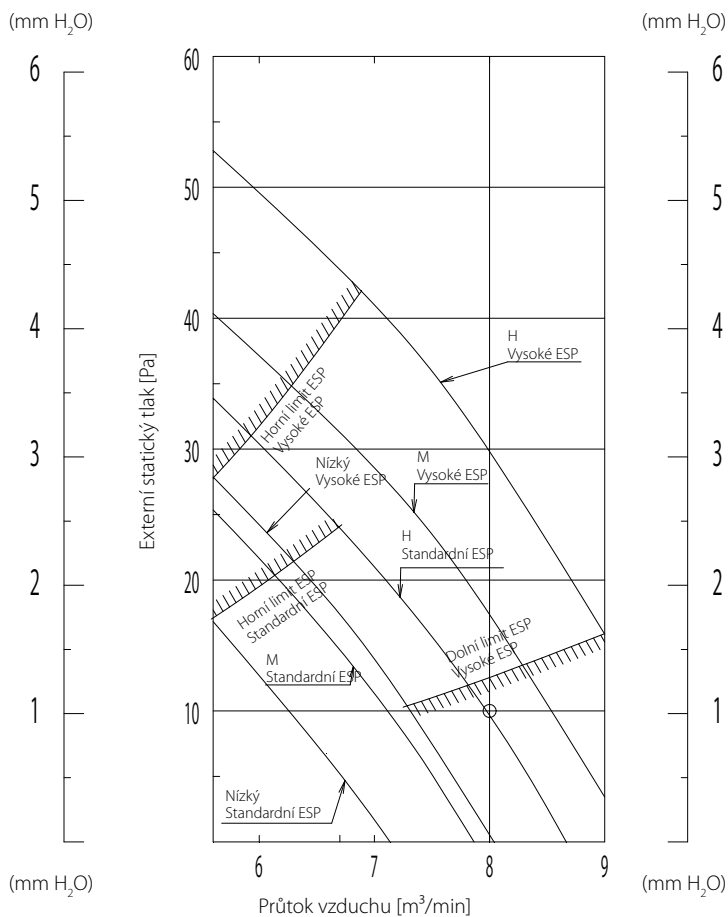 (mm H₂O)
(mm H₂O)
6
5
4
3
2
1
Externí statický tlak [Pa]
60
50
40
30
20
10
H
Vysoké ESP
Horní limit ESP
Vysoké ESP
M
Vysoké ESP
Nízký
Vysoké ESP
H
Standardní ESP
Horní limit ESP
Standardní ESP
Dolní limit ESP
Vysoké ESP
M
Standardní ESP
Nízký
Standardní ESP
6
5
4
3
2
1
6
7
8
9
(mm H₂O)
Průtok vzduchu [m³/min]
(mm H₂O)